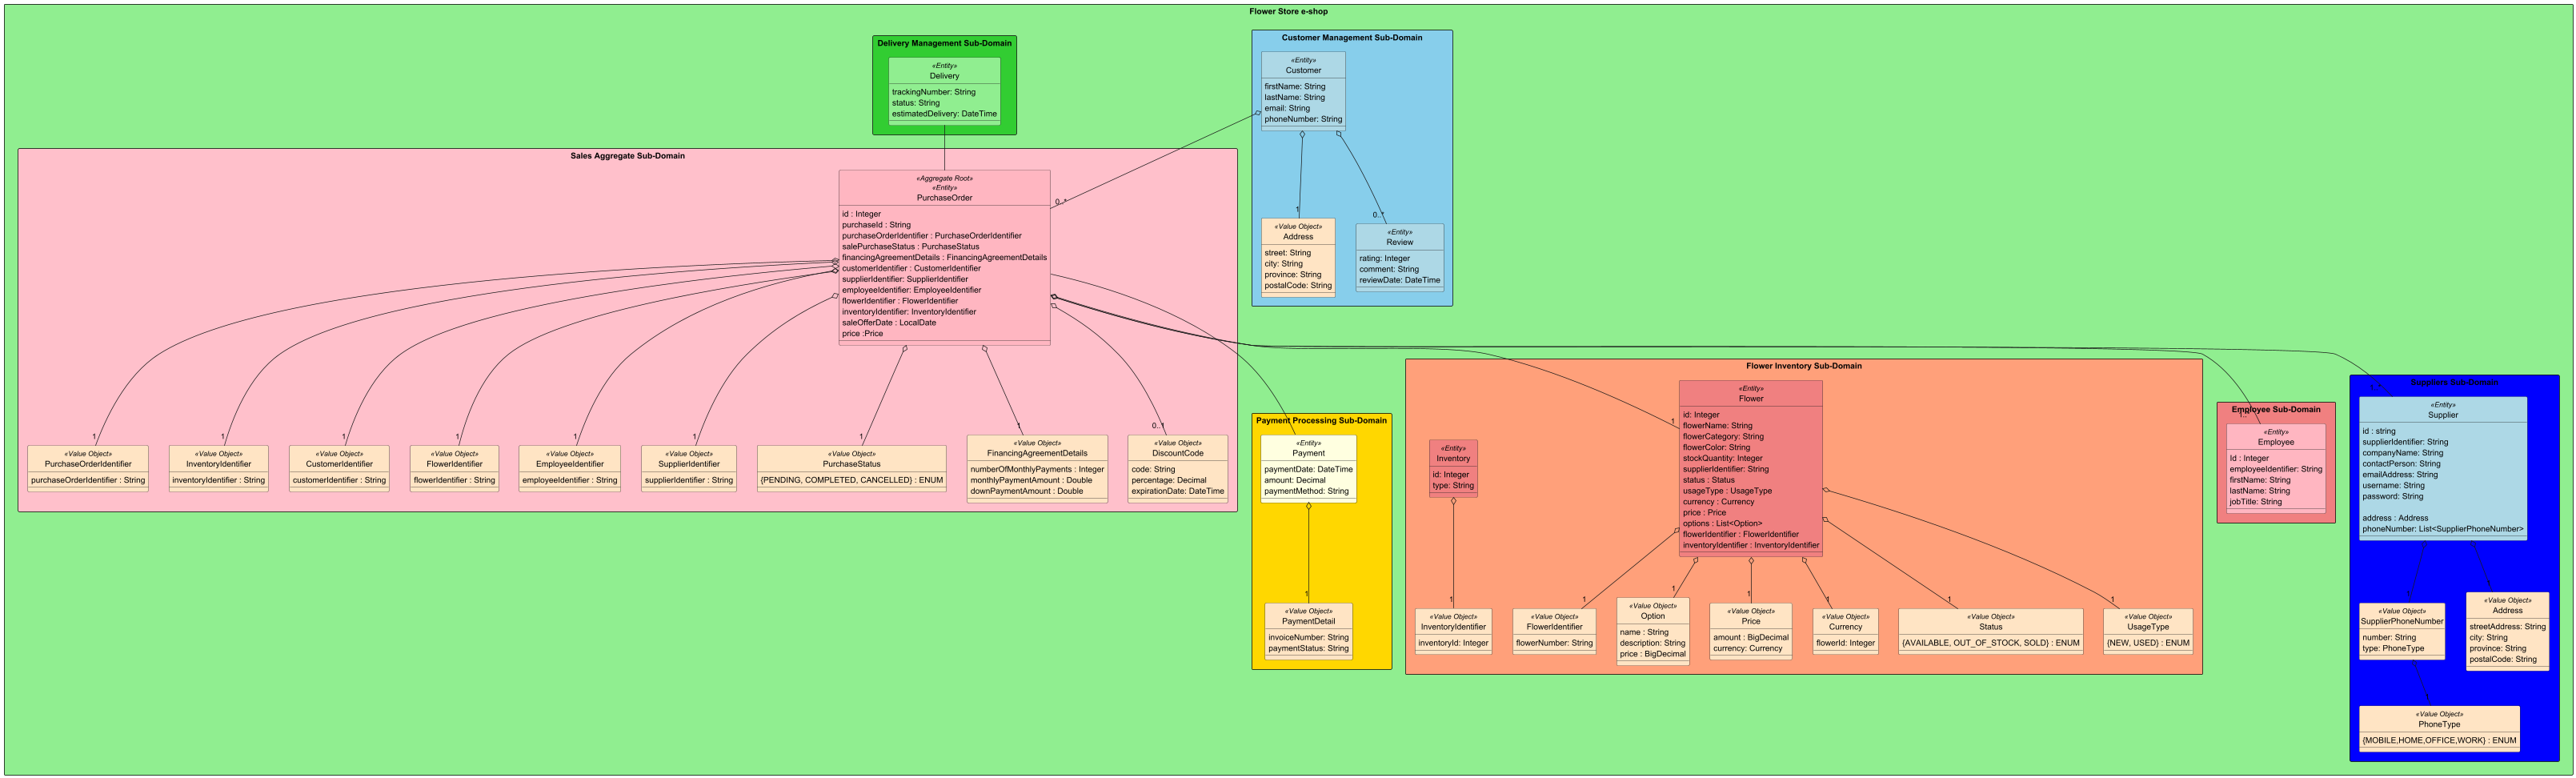 Flower Store e-shop
Delivery Management Sub-Domain
«Entity»
Delivery
trackingNumber: String
status: String
estimatedDelivery: DateTime
Customer Management Sub-Domain
«Entity»
Customer
firstName: String
lastName: String
email: String
phoneNumber: String
1
0..*
«Value Object»
Address
street: String
city: String
province: String
postalCode: String
«Entity»
Review
rating: Integer
comment: String
reviewDate: DateTime
Sales Aggregate Sub-Domain
«Aggregate Root»
«Entity»
PurchaseOrder
id : Integer
purchaseId : String
purchaseOrderIdentifier : PurchaseOrderIdentifier
salePurchaseStatus : PurchaseStatus
financingAgreementDetails : FinancingAgreementDetails
customerIdentifier : CustomerIdentifier
supplierIdentifier: SupplierIdentifier
employeeIdentifier: EmployeeIdentifier
flowerIdentifier : FlowerIdentifier
inventoryIdentifier: InventoryIdentifier
saleOfferDate : LocalDate
price :Price
0..*
1
1
1
1
1
1
1
1
0..1
«Value Object»
PurchaseOrderIdentifier
purchaseOrderIdentifier : String
«Value Object»
InventoryIdentifier
inventoryIdentifier : String
«Value Object»
CustomerIdentifier
customerIdentifier : String
«Value Object»
FlowerIdentifier
flowerIdentifier : String
«Value Object»
EmployeeIdentifier
employeeIdentifier : String
«Value Object»
SupplierIdentifier
supplierIdentifier : String
«Value Object»
PurchaseStatus
{PENDING, COMPLETED, CANCELLED} : ENUM
«Value Object»
FinancingAgreementDetails
numberOfMonthlyPayments : Integer
monthlyPaymentAmount : Double
downPaymentAmount : Double
«Value Object»
DiscountCode
code: String
percentage: Decimal
expirationDate: DateTime
Payment Processing Sub-Domain
«Entity»
Payment
paymentDate: DateTime
amount: Decimal
paymentMethod: String
1
«Value Object»
PaymentDetail
invoiceNumber: String
paymentStatus: String
Flower Inventory Sub-Domain
«Entity»
Inventory
id: Integer
type: String
1
«Entity»
Flower
id: Integer
flowerName: String
flowerCategory: String
flowerColor: String
stockQuantity: Integer
supplierIdentifier: String
status : Status
usageType : UsageType
currency : Currency
price : Price
options : List<Option>
flowerIdentifier : FlowerIdentifier
inventoryIdentifier : InventoryIdentifier
1
1
1
1
1
1
1
«Value Object»
InventoryIdentifier
inventoryId: Integer
«Value Object»
FlowerIdentifier
flowerNumber: String
«Value Object»
Option
name : String
description: String
price : BigDecimal
«Value Object»
Price
amount : BigDecimal
currency: Currency
«Value Object»
Currency
flowerId: Integer
«Value Object»
Status
{AVAILABLE, OUT_OF_STOCK, SOLD} : ENUM
«Value Object»
UsageType
{NEW, USED} : ENUM
Employee Sub-Domain
«Entity»
Employee
Id : Integer
employeeIdentifier: String
firstName: String
lastName: String
jobTitle: String
Suppliers Sub-Domain
«Entity»
Supplier
id : string
supplierIdentifier: String
companyName: String
contactPerson: String
emailAddress: String
username: String
password: String
address : Address
phoneNumber: List<SupplierPhoneNumber>
1
«Value Object»
SupplierPhoneNumber
number: String
type: PhoneType
«Value Object»
Address
streetAddress: String
city: String
province: String
postalCode: String
«Value Object»
PhoneType
{MOBILE,HOME,OFFICE,WORK} : ENUM